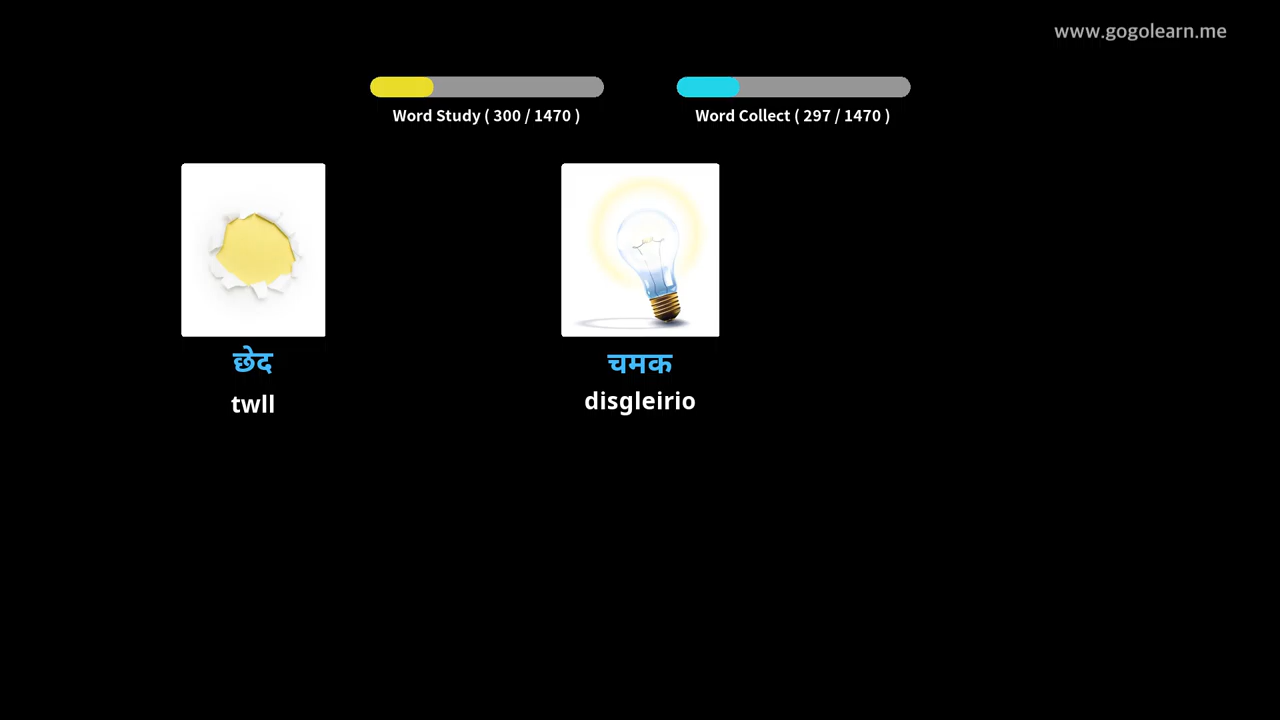 www.gogolearn.me
Word Study ( 300 / 1470 )
Word Collect ( 297 / 1470 )
छेद
twll
चमक
disgleirio